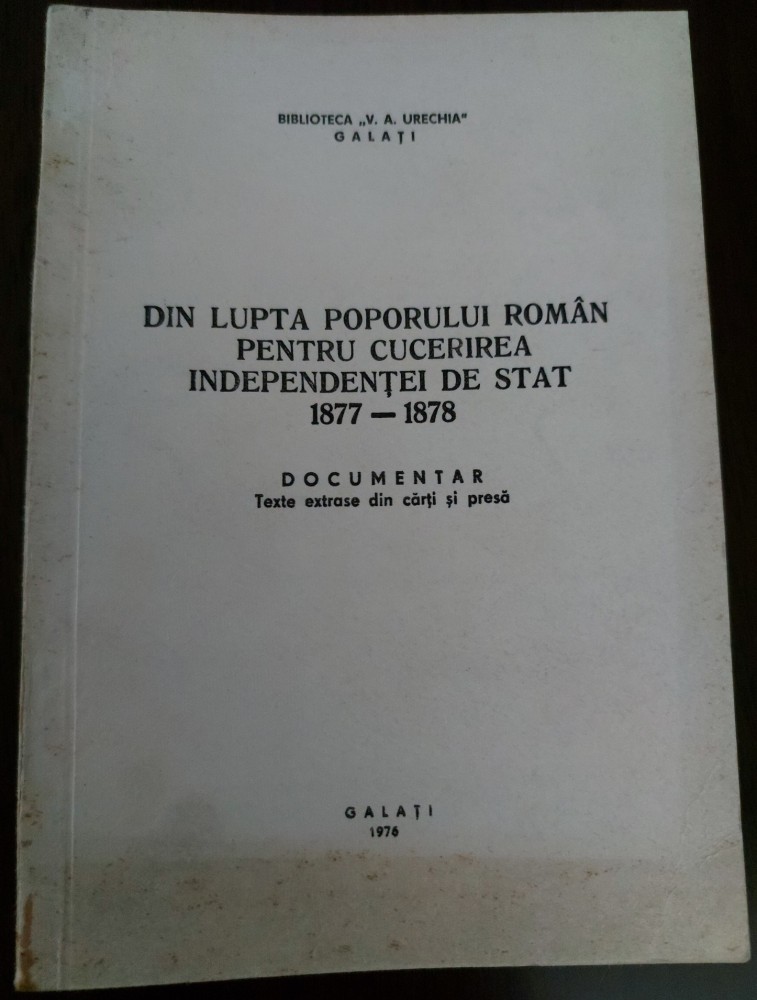 BIBLIOTECA „V. A. URECHIA”
GALAȚI
DIN LUPTA POPORULUI ROMÂN
PENTRU CUCERIREA
INDEPENDENȚEI DE STAT
1877 — 1878
DOCUMENTAR
Texte extrase din cărți și presă
GALAȚI
1976